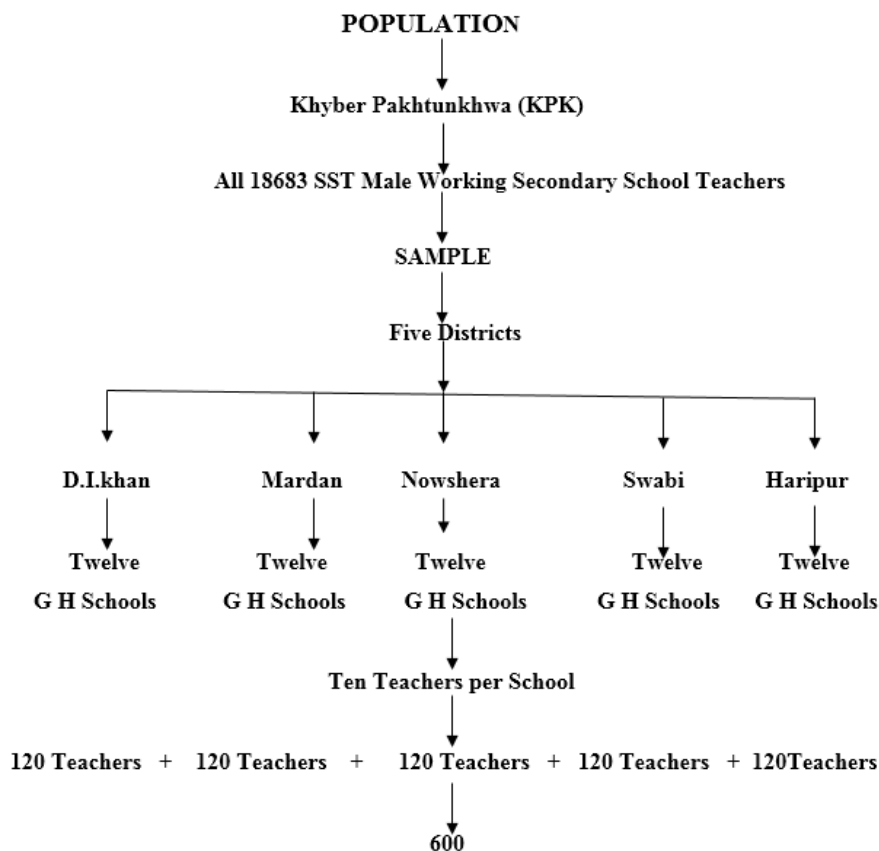 POPULATION
Khyber Pakhtunkhwa (KPK)
All 18683 SST Male Working Secondary School Teachers
SAMPLE
Five Districts
D.I.khan Mardan Nowshera Swabi Haripur
Twelve Twelve Twelve Twelve Twelve
G H Schools G H Schools G H Schools G H Schools G H Schools
Ten Teachers per School
120 Teachers + 120 Teachers + 120 Teachers + 120 Teachers + 120Teachers
600